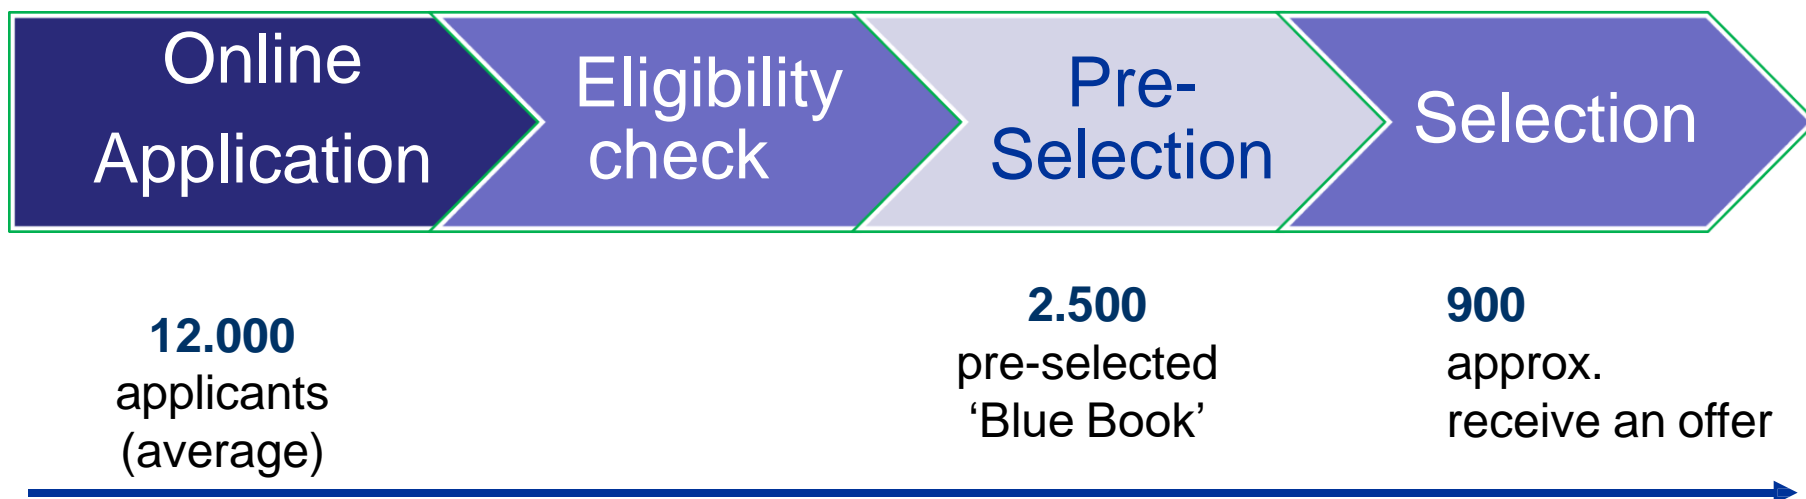 Online
Application
Eligibility
check
Pre-
Selection
Selection
12.000
applicants
(average)
2.500
pre-selected
‘Blue Book’
900
approx.
receive an offer